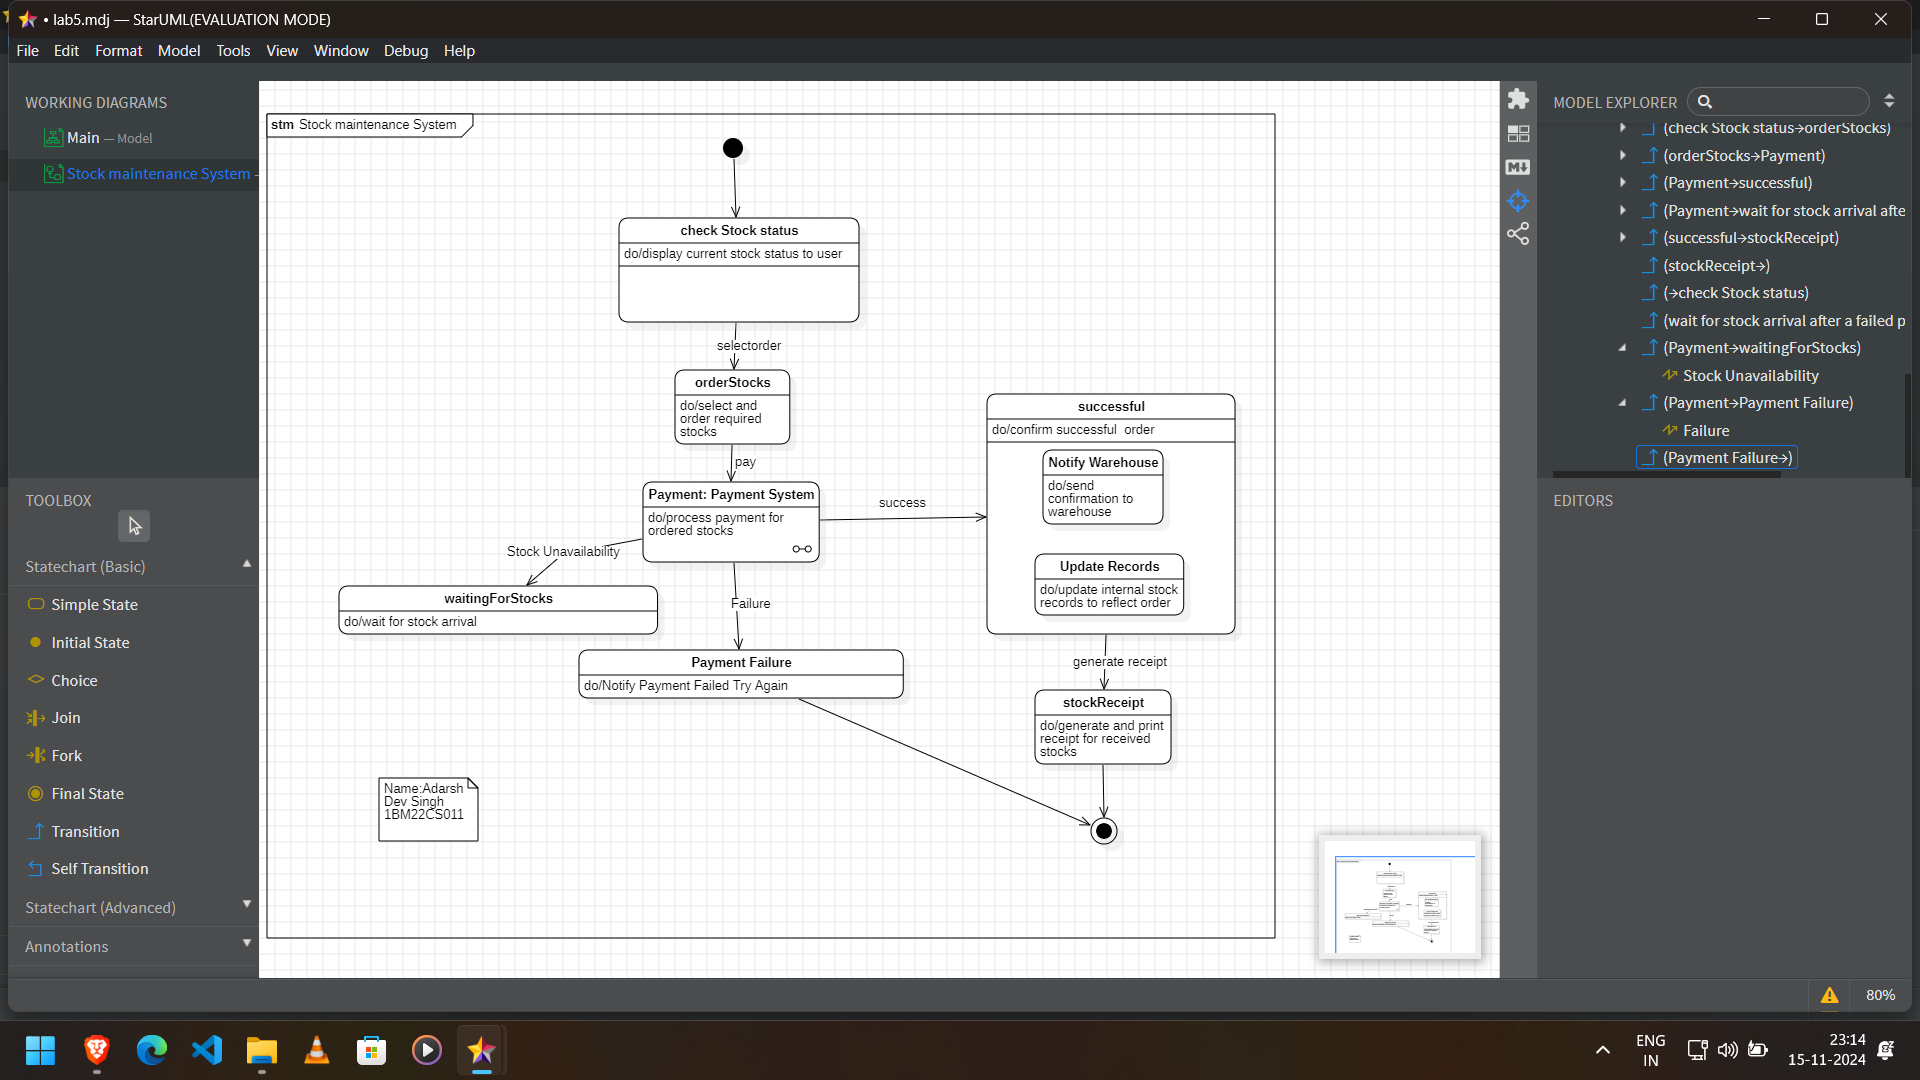 • lab5.mdj — StarUML(EVALUATION MODE)
File Edit Format Model Tools View Window Debug Help
WORKING DIAGRAMS
Main — Model
Stock maintenance System –
TOOLBOX
Statechart (Basic)
Simple State
Initial State
Choice
Join
Fork
Final State
Transition
Self Transition
Statechart (Advanced)
Annotations
stm Stock maintenance System
check Stock status
do/display current stock status to user
selectorder
orderStocks
do/select and
order required
stocks
pay
Payment: Payment System
do/process payment for
ordered stocks
success
Stock Unavailability
waitingForStocks
do/wait for stock arrival
Failure
Payment Failure
do/Notify Payment Failed Try Again
successful
do/confirm successful  order
Notify Warehouse
do/send
confirmation to
warehouse
Update Records
do/update internal stock
records to reflect order
generate receipt
stockReceipt
do/generate and print
receipt for received
stocks
Name:Adarsh
Dev Singh
1BM22CS011
MODEL EXPLORER
(check Stock status→orderStocks)
(orderStocks→Payment)
(Payment→successful)
(Payment→wait for stock arrival afte
(successful→stockReceipt)
(stockReceipt→)
(→check Stock status)
(wait for stock arrival after a failed p
(Payment→waitingForStocks)
Stock Unavailability
(Payment→Payment Failure)
Failure
(Payment Failure→)
EDITORS
80%
ENG
IN
23:14
15-11-2024